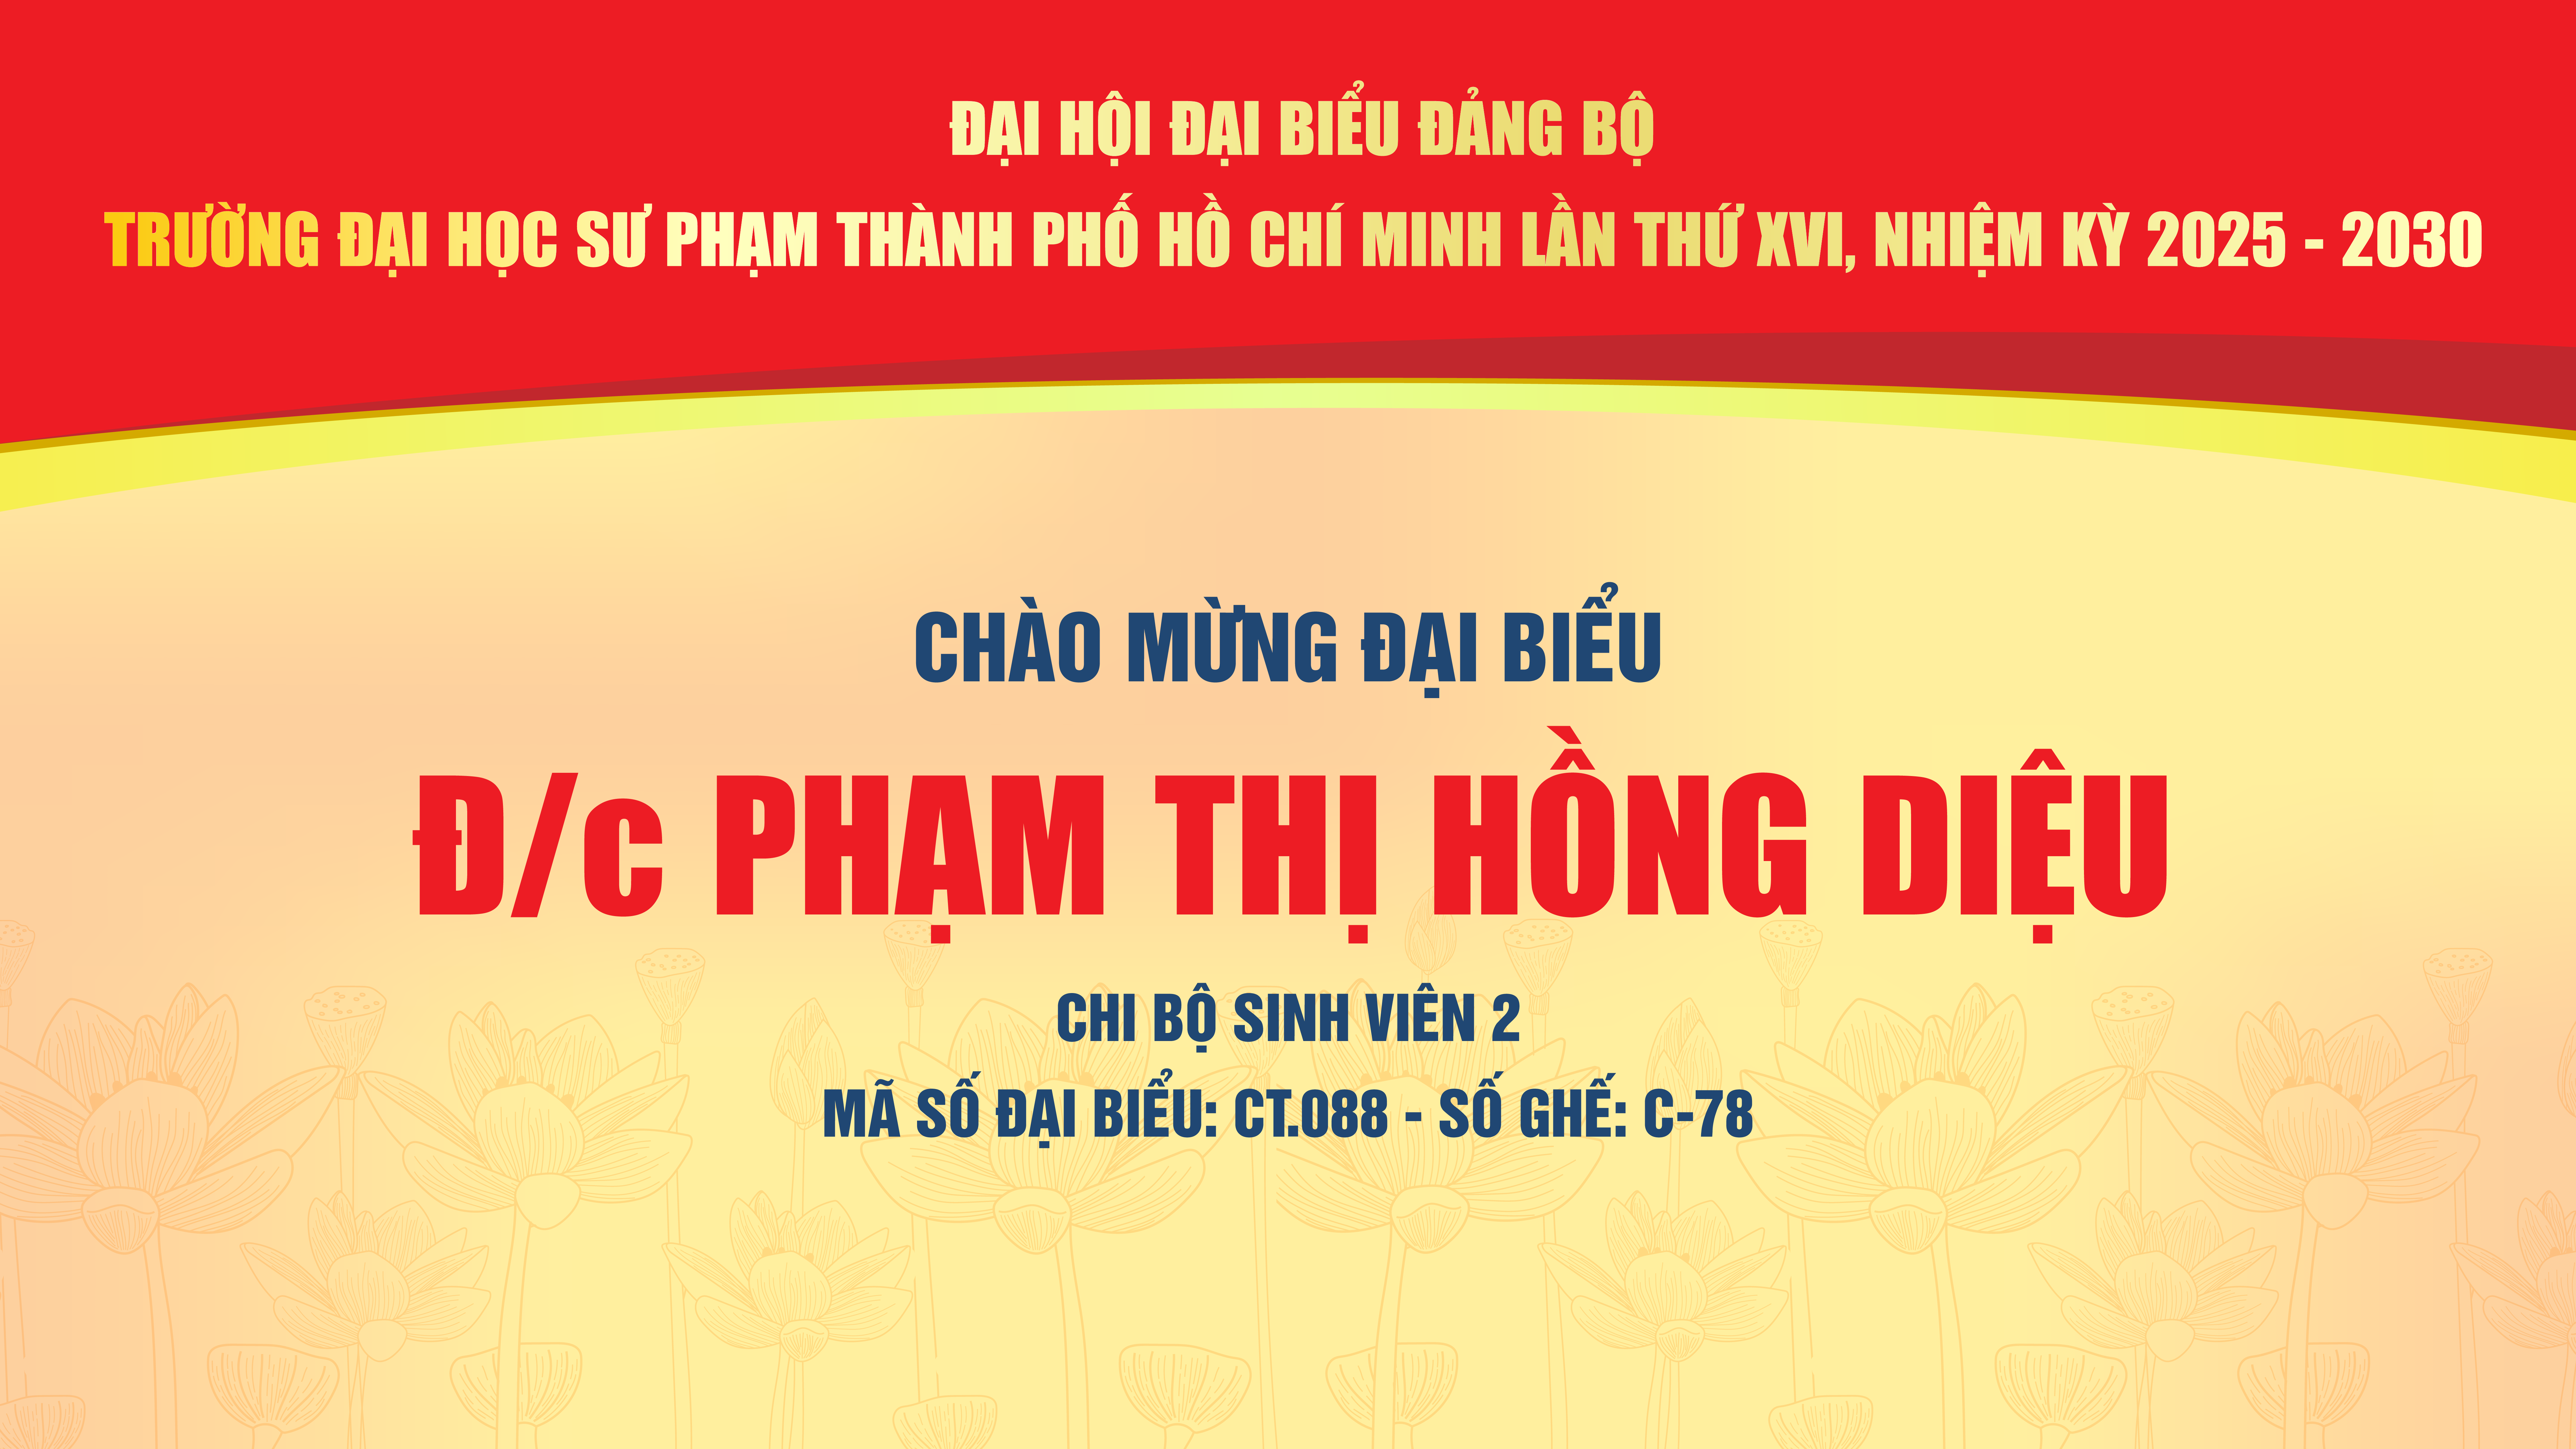 ĐẠI HỘI ĐẠI BIỂU ĐẢNG BỘ
TRƯỜNG ĐẠI HỌC SƯ PHẠM THÀNH PHỐ HỒ CHÍ MINH LẦN THỨ XVI, NHIỆM KỲ 2025 - 2030
CHÀO MỪNG ĐẠI BIỂU
Đ/c PHẠM THỊ HỒNG DIỆU
CHI BỘ SINH VIÊN 2
MÃ SỐ ĐẠI BIỂU: CT.088 - SỐ GHẾ: C-78